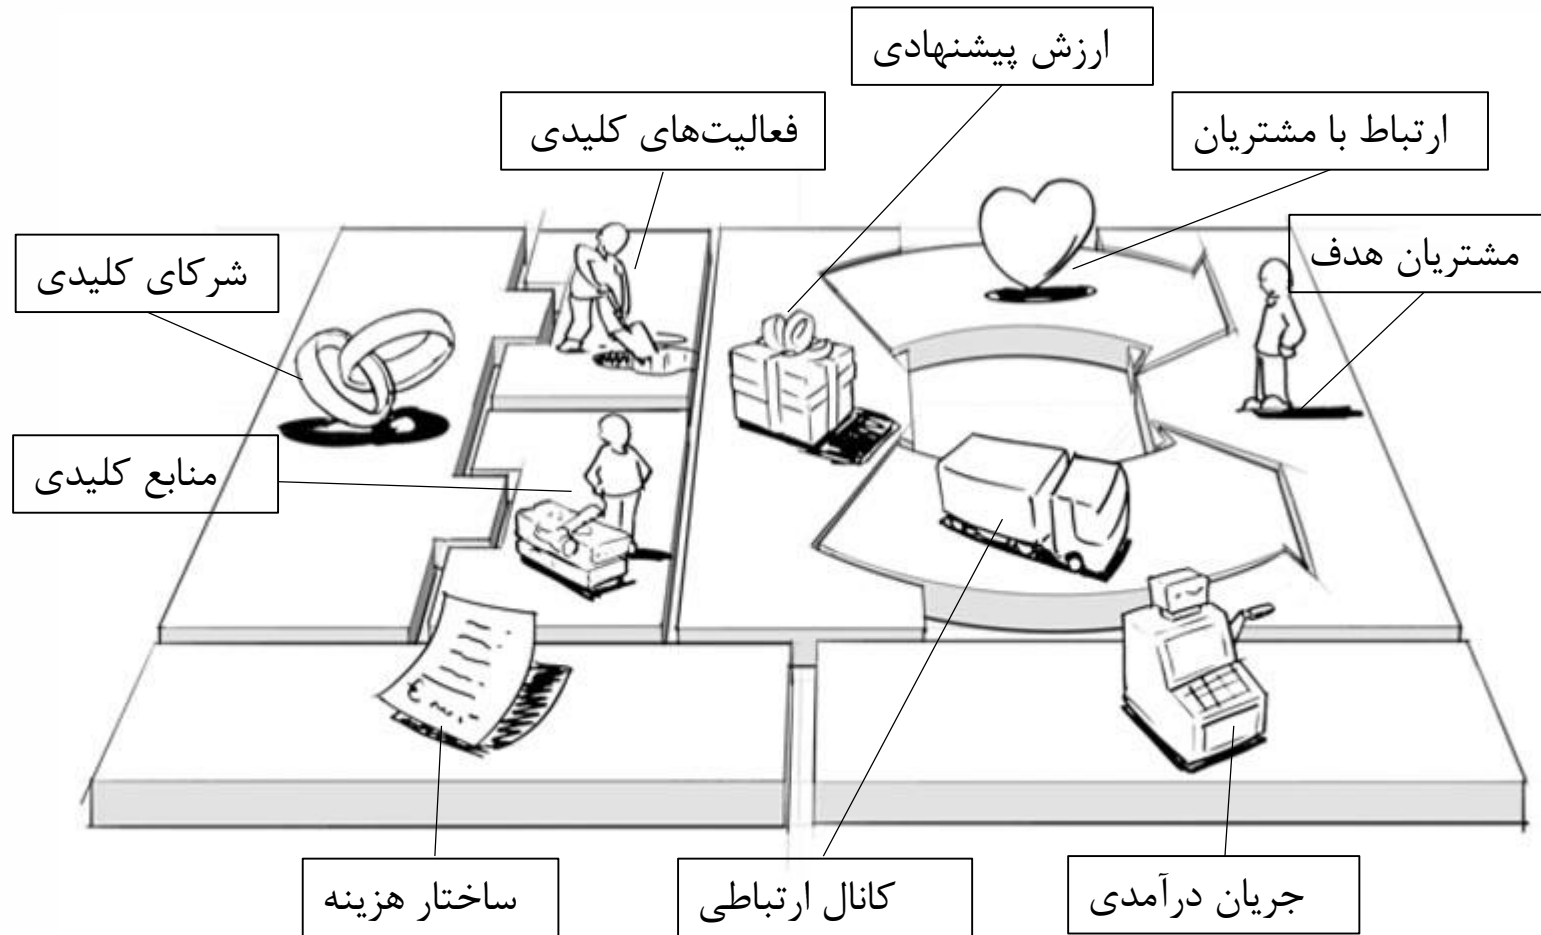 ارزش پیشنهادی
فعالیت‌های کلیدی
ارتباط با مشتریان
مشتریان هدف
شرکای کلیدی
منابع کلیدی
ساختار هزینه
کانال ارتباطی
جریان درآمدی